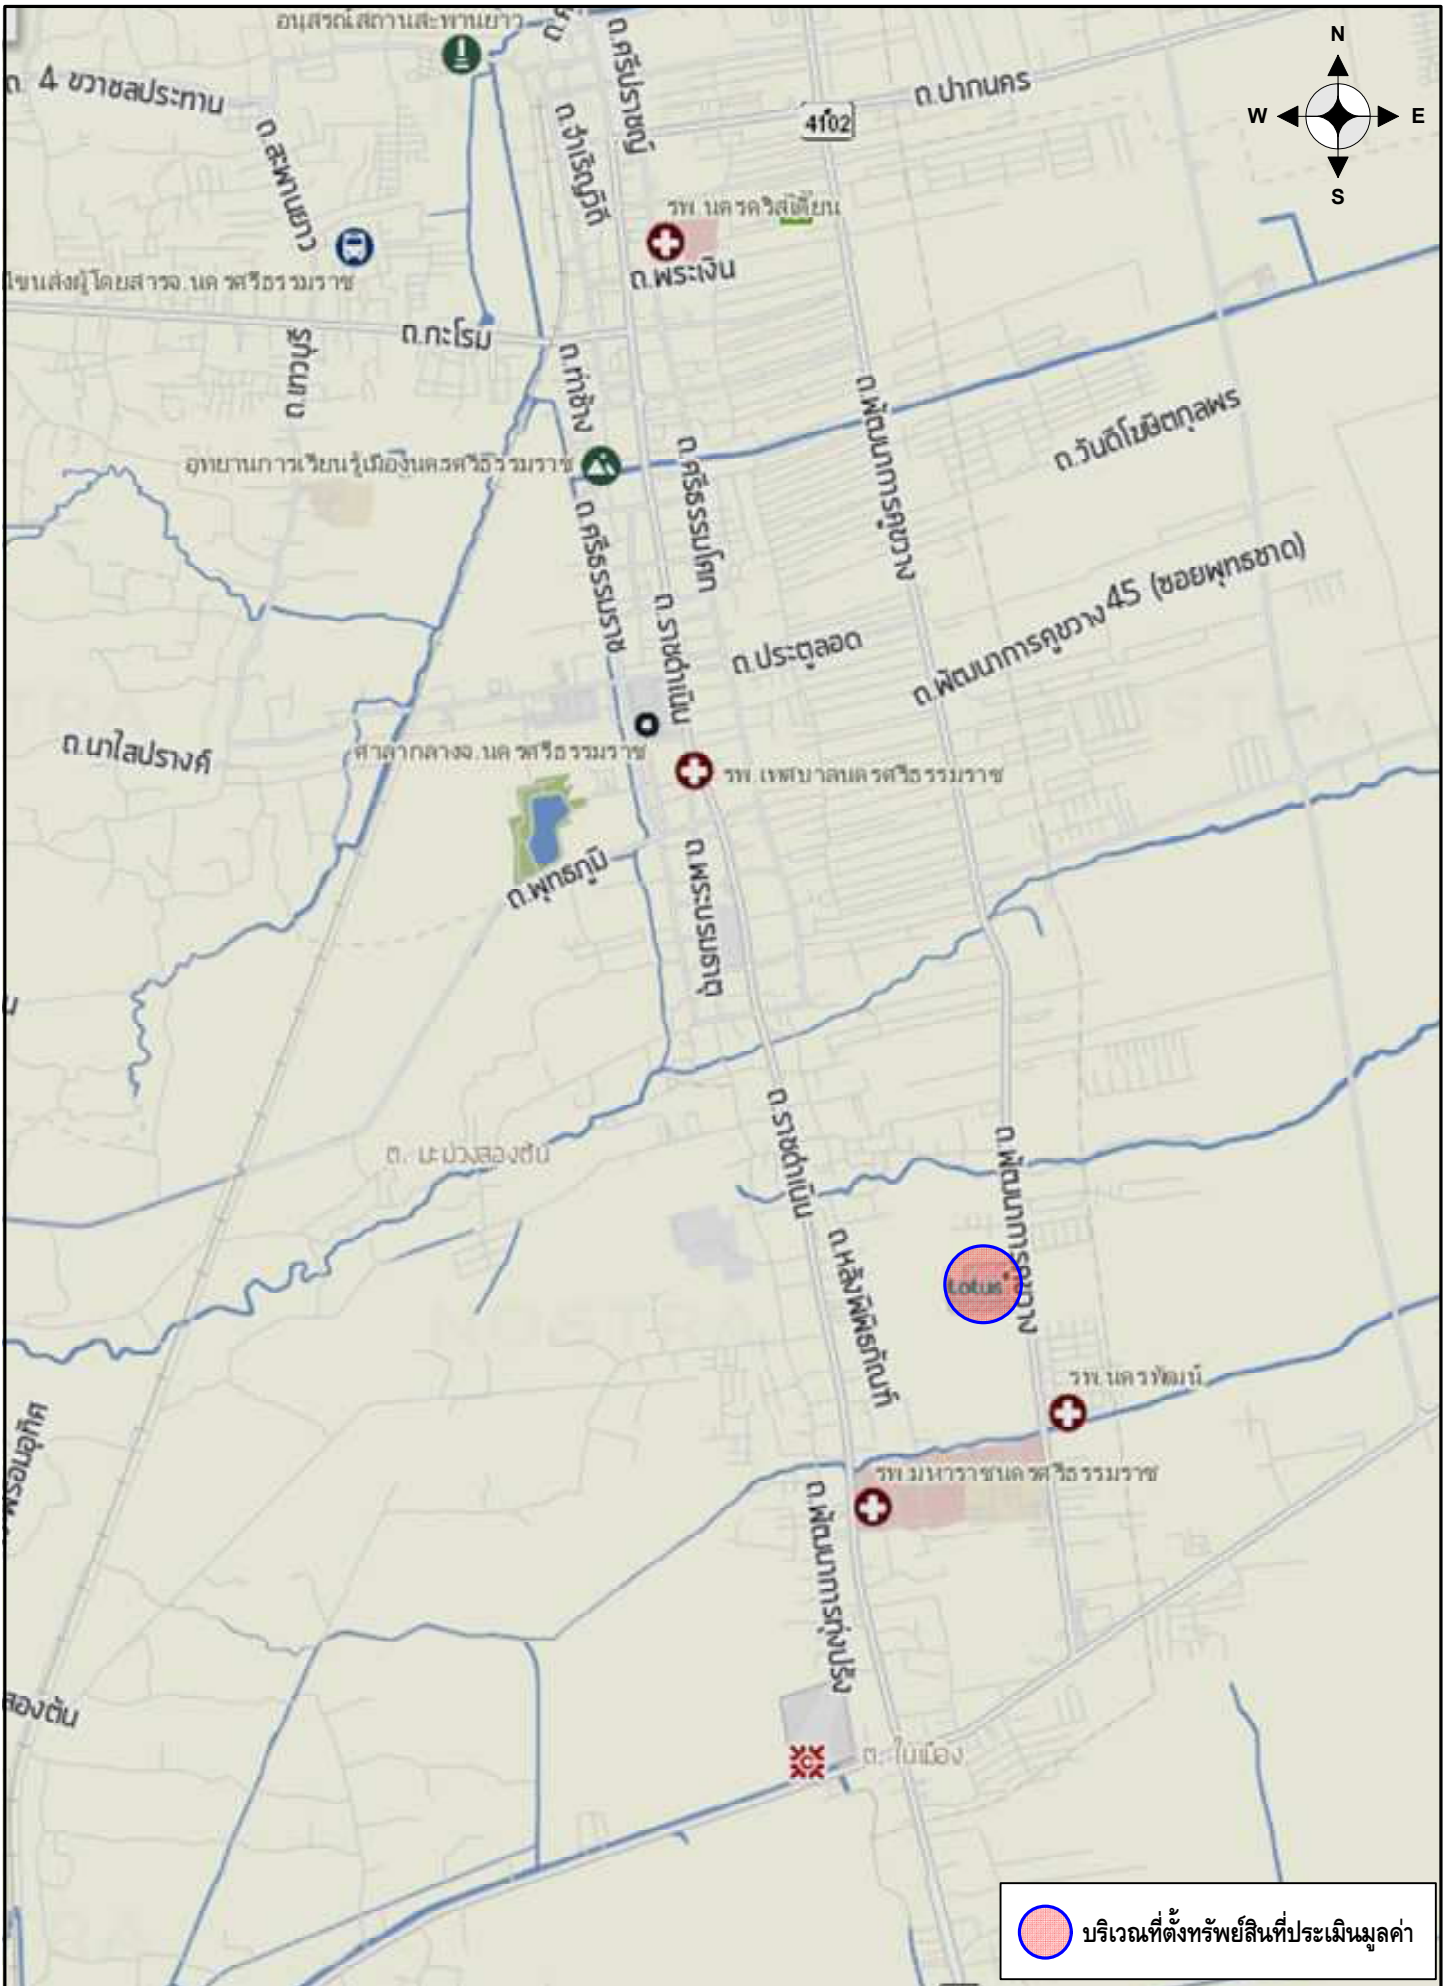 อนุสรณ์สถานสะพานยาว
ถ.ศรีปราชญ์
N
ถ. 4 ขวาชลประทาน
ถ.ปากนคร
W
E
4102
ถ.จำเริญวิถี
ถ.สะพานยาว
S
รพ.นครคริสเตียน
ถ.พระเงิน
ขนส่งผู้โดยสารจ.นครศรีธรรมราช
ถ.กะโรม
ถ.เทวบุรี
ถ.ท่าช้าง
ถ.พัฒนาการคูขวาง
ถ.วันดีโฆษิตกุลพร
อุทยานการเรียนรู้เมืองนครศรีธรรมราช
ถ.ศรีธรรมโศก
ถ.ศรีธรรมราช
ถ.พัฒนาการคูขวาง 45 (ซอยพุทธชาด)
ถ.ราชดำเนิน
ถ.ประตูลอด
ถ.นาใสปรางค์
ศาลากลางจ.นครศรีธรรมราช
รพ.เทศบาลนครศรีธรรมราช
ถ.พุทธภูมิ
ถ.พระบรมธาตุ
น
ถ.ราชดำเนิน
ถ.พัฒนาการคูขวาง
ต. มะม่วงสองต้น
ถ.หลังพิพิธภัณฑ์
Lotus's
NOSTRA
รพ.นครพัฒน์
พรอมอุทิศ
รพ.มหาราชนครศรีธรรมราช
ถ.พัฒนาการทุ่งปรัง
สองต้น
ต. ในเมือง
บริเวณที่ตั้งทรัพย์สินที่ประเมินมูลค่า